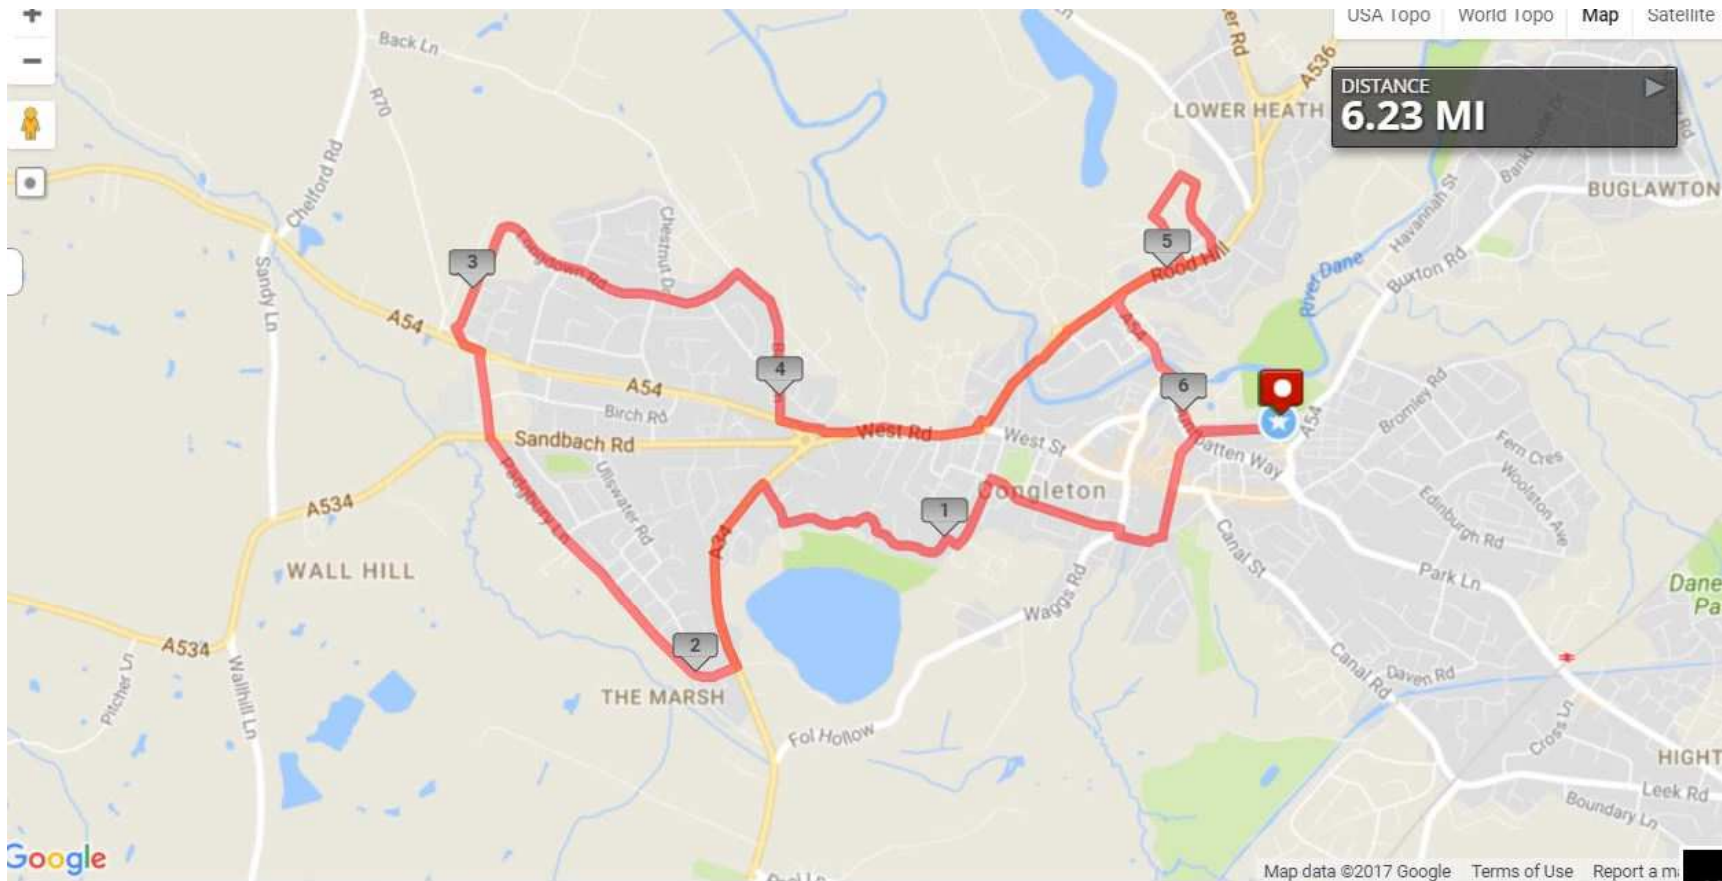 +
USA Topo World Topo Map Satellite
DISTANCE
6.23 MI
Back Ln
R70
A536
LOWER HEATH
Chelford Rd
BUGLAWTON
Havannah St
Buxton Rd
River Dane
5
Rood Hill
3
Sandy Ln
A54
A54
4
A54
6
A54
Birch Rd
West Rd
West St
Sandbach Rd
Bromley Rd
Fern Cres
Woolston Ave
Edinburgh Rd
Congleton
A534
Padgbury Ln
Ullswater Rd
1
A34
Canal St
Park Ln
WALL HILL
Waggs Rd
Dane
Pa
A534
2
THE MARSH
Pitcher Ln
Wallhill Ln
Canal Rd
Daven Rd
Cross Ln
Fol Hollow
HIGHT
Leek Rd
Boundary Ln
Google
Map data ©2017 Google Terms of Use Report a m